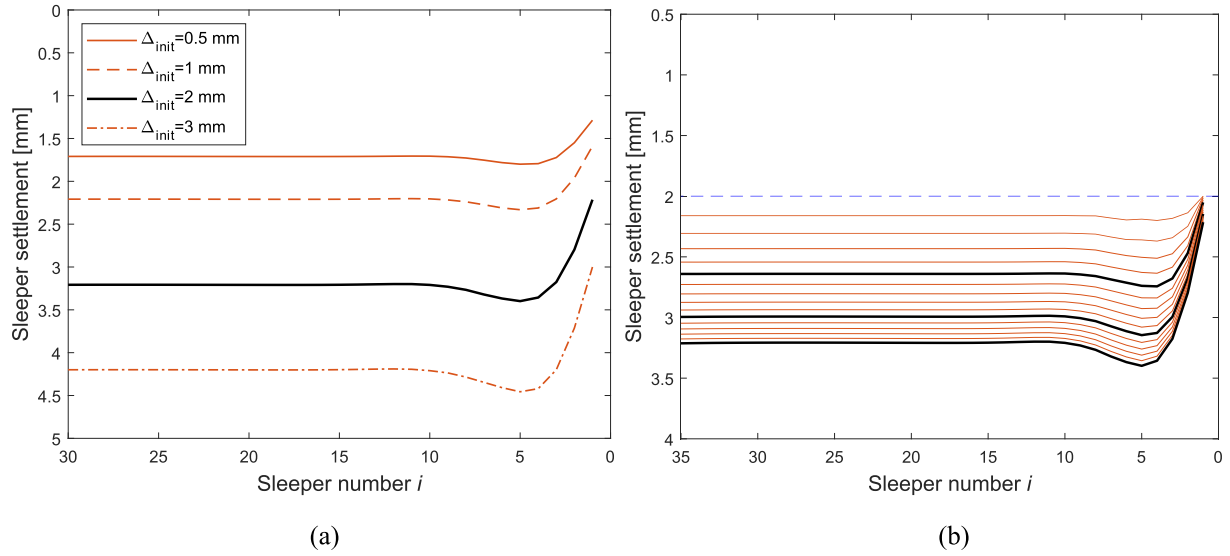 0
0.5
1
1.5
2
2.5
3
3.5
4
4.5
5
Sleeper settlement [mm]
Δinit=0.5 mm
Δinit=1 mm
Δinit=2 mm
Δinit=3 mm
30 25 20 15 10 5 0
Sleeper number i
(a)
0.5
1
1.5
2
2.5
3
3.5
4
Sleeper settlement [mm]
35 30 25 20 15 10 5 0
Sleeper number i
(b)